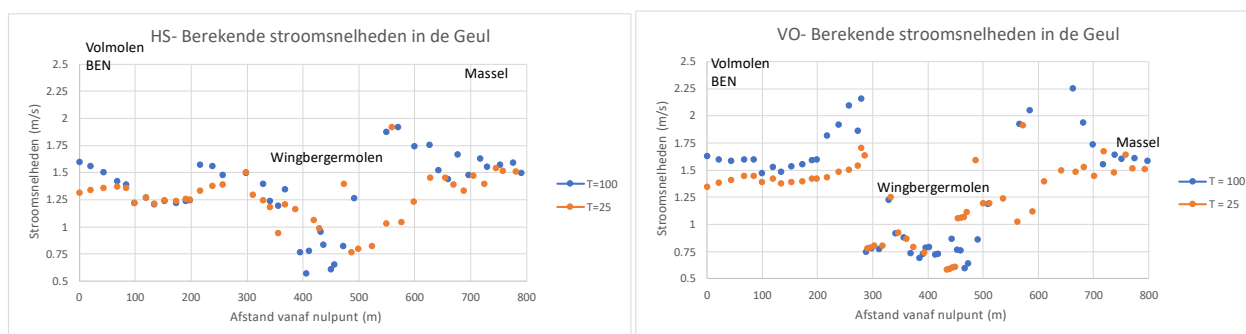 HS- Berekende stroomsnelheden in de Geul
Volmolen
BEN
Massel
Wingbergermolen
Stroomsnelheden (m/s)
2.5
2.25
2
1.75
1.5
1.25
1
0.75
0.5
0 100 200 300 400 500 600 700 800
Afstand vanaf nulpunt (m)
T=100
T=25
VO- Berekende stroomsnelheden in de Geul
Volmolen
BEN
Massel
Wingbergermolen
Stroomsnelheden (m/s)
2.5
2.25
2
1.75
1.5
1.25
1
0.75
0.5
0 100 200 300 400 500 600 700 800
Afstand vanaf nulpunt (m)
T = 100
T = 25